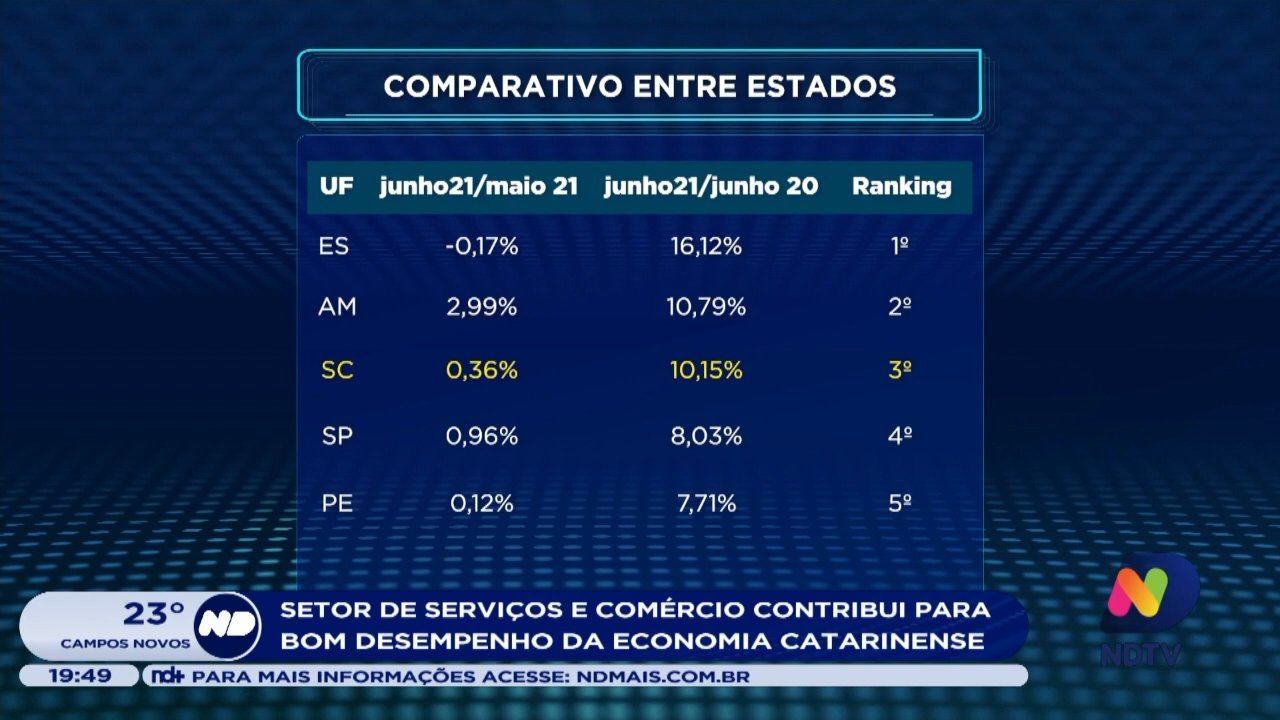 COMPARATIVO ENTRE ESTADOS
UF junho21/maio 21 junho21/junho 20 Ranking
ES -0,17% 16,12% 1º
AM 2,99% 10,79% 2º
SC 0,36% 10,15% 3º
SP 0,96% 8,03% 4º
PE 0,12% 7,71% 5º
23°
CAMPOS NOVOS
ND
SETOR DE SERVIÇOS E COMÉRCIO CONTRIBUI PARA
BOM DESEMPENHO DA ECONOMIA CATARINENSE
NDTV
19:49
nd+ PARA MAIS INFORMAÇÕES ACESSE: NDMAIS.COM.BR